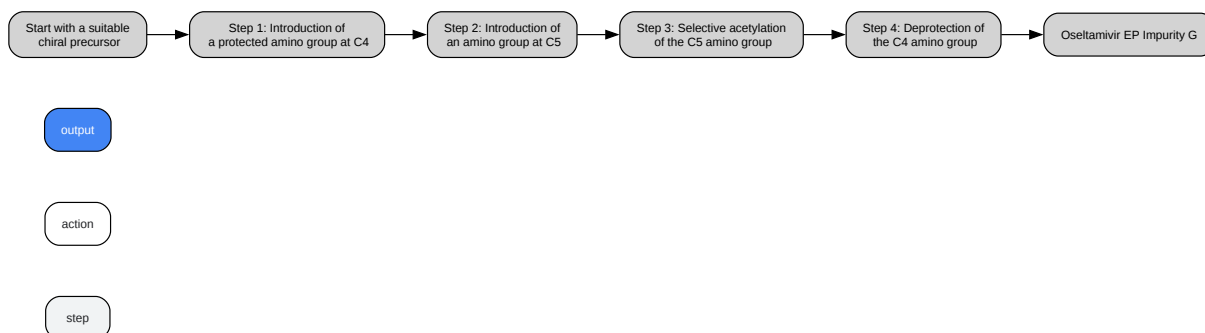 Start with a suitable
chiral precursor
Step 1: Introduction of
a protected amino group at C4
Step 2: Introduction of
an amino group at C5
Step 3: Selective acetylation
of the C5 amino group
Step 4: Deprotection of
the C4 amino group
Oseltamivir EP Impurity G
output
action
step